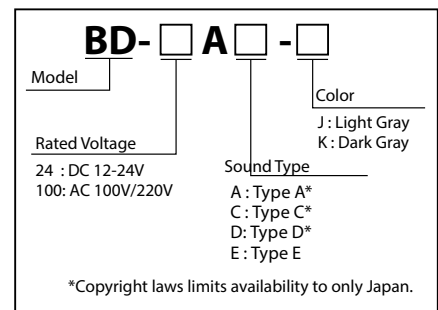 BD-□A□-□
Model
Color
J : Light Gray
K : Dark Gray
Rated Voltage
24 : DC 12-24V
100: AC 100V/220V
Sound Type
A : Type A*
C : Type C*
D: Type D*
E : Type E
*Copyright laws limits availability to only Japan.